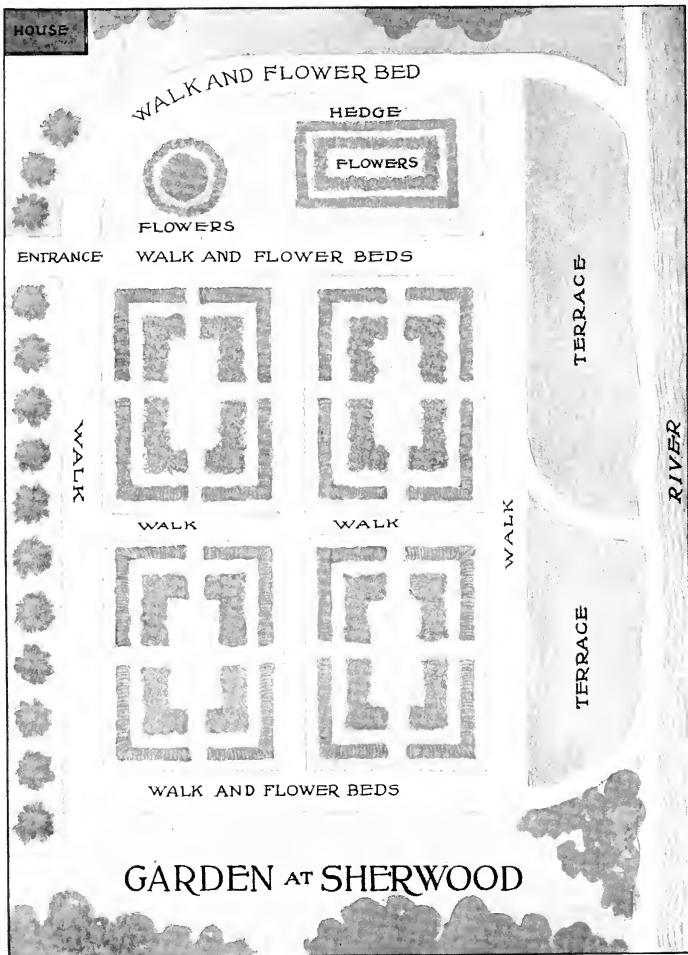 HOUSE
WALK AND FLOWER BED
HEDGE
FLOWERS
FLOWERS
ENTRANCE
WALK AND FLOWER BEDS
TERRACE
WALK
RIVER
WALK
WALK
WALK
TERRACE
WALK AND FLOWER BEDS
GARDEN AT SHERWOOD